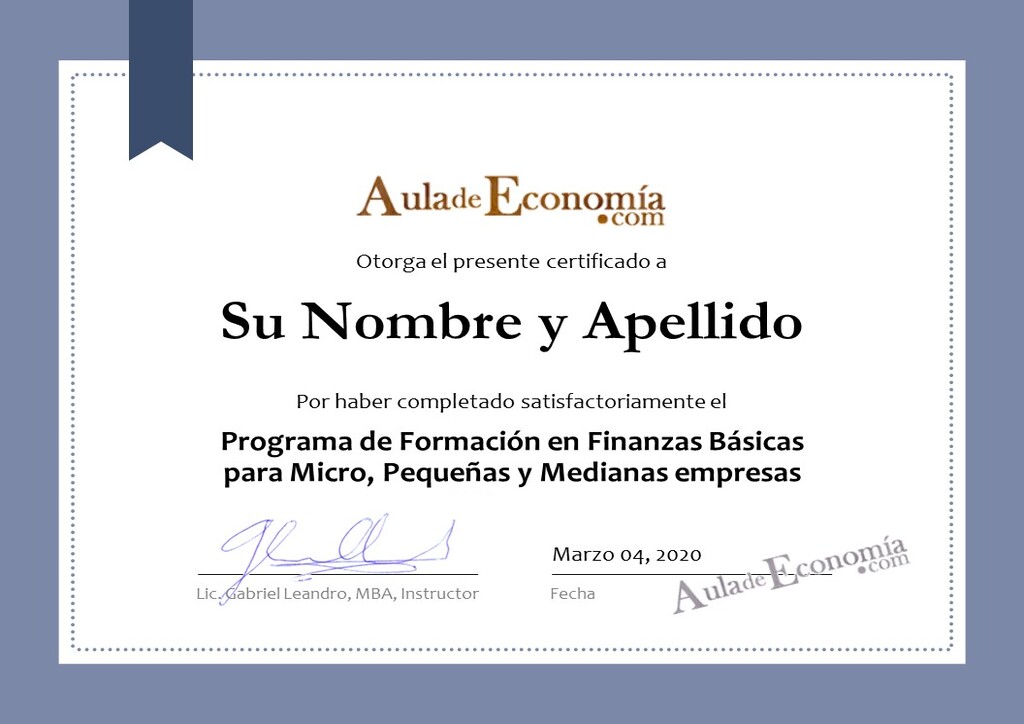 AuladeEconomía
.com
Otorga el presente certificado a
Su Nombre y Apellido
Por haber completado satisfactoriamente el
Programa de Formación en Finanzas Básicas
para Micro, Pequeñas y Medianas empresas
Marzo 04, 2020
Lic. Gabriel Leandro, MBA, Instructor
Fecha
AuladeEconomía
.com